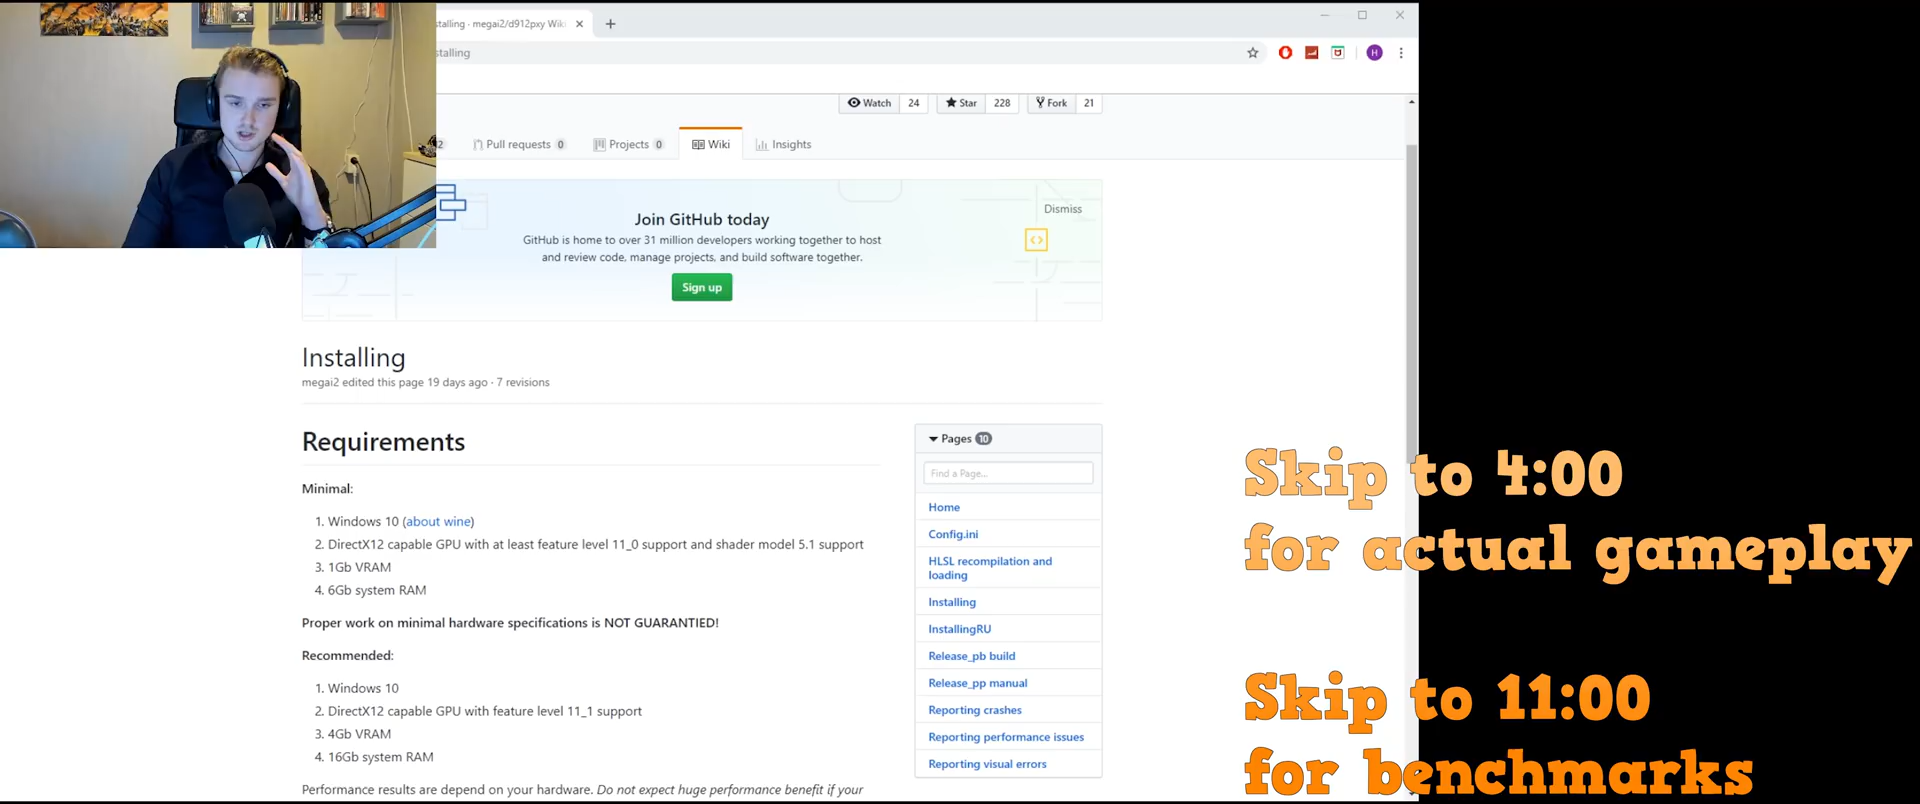 stalling · megai2/d912pxy Wiki
stalling
Watch 24
Star 228
Fork 21
2
Pull requests 0
Projects 0
Wiki
Insights
Join GitHub today
Dismiss
GitHub is home to over 31 million developers working together to host
and review code, manage projects, and build software together.
Sign up
Installing
megai2 edited this page 19 days ago · 7 revisions
Requirements
Minimal:
1. Windows 10 (about wine)
2. DirectX12 capable GPU with at least feature level 11_0 support and shader model 5.1 support
3. 1Gb VRAM
4. 6Gb system RAM
Proper work on minimal hardware specifications is NOT GUARANTIED!
Recommended:
1. Windows 10
2. DirectX12 capable GPU with feature level 11_1 support
3. 4Gb VRAM
4. 16Gb system RAM
Performance results are depend on your hardware. Do not expect huge performance benefit if your
Pages 10
Find a Page...
Home
Config.ini
HLSL recompilation and
loading
Installing
InstallingRU
Release_pb build
Release_pp manual
Reporting crashes
Reporting performance issues
Reporting visual errors
H
Skip to 4:00
for actual gameplay
Skip to 11:00
for benchmarks